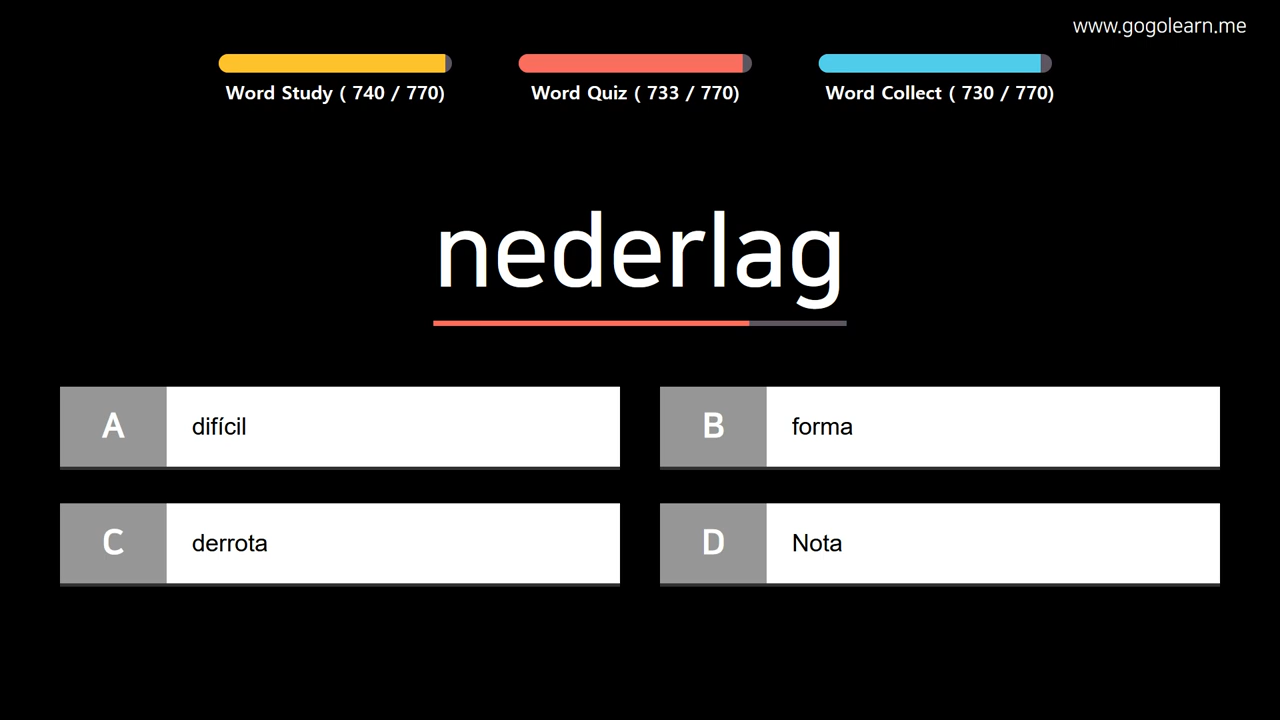 www.gogolearn.me
Word Study ( 740 / 770)
Word Quiz ( 733 / 770)
Word Collect ( 730 / 770)
nederlag
A difícil
B forma
C derrota
D Nota